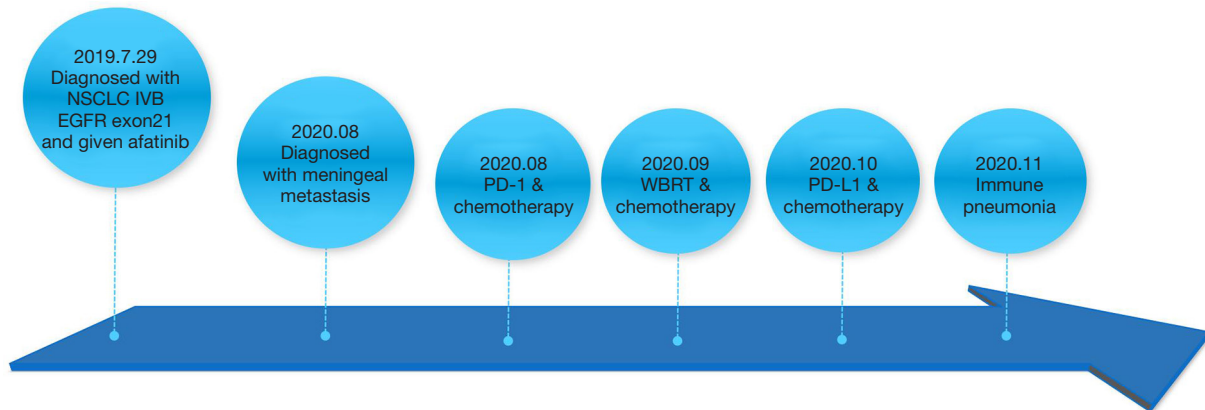 2019.7.29
Diagnosed with
NSCLC IVB
EGFR exon21
and given afatinib
2020.08
Diagnosed
with meningeal
metastasis
2020.08
PD-1 &
chemotherapy
2020.09
WBRT &
chemotherapy
2020.10
PD-L1 &
chemotherapy
2020.11
Immune
pneumonia